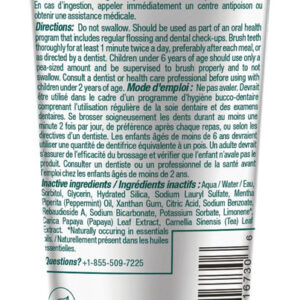 En cas d'ingestion, appeler immédiatement un centre antipoison ou
obtenir une assistance médicale.
Directions: Do not swallow. Should be used as part of an oral health
program that includes regular flossing and dental check-ups. Brush teeth
thoroughly for at least 1 minute twice a day, preferably after each meal, or
as directed by a dentist. Children under 6 years of age should use only a
pea-sized amount and be supervised to brush properly and to not
swallow. Consult a dentist or health care professional before using with
children under 2 years of age. Mode d'emploi : Ne pas avaler. Devrait
être utilisé dans le cadre d'un programme d'hygiène bucco-dentaire
comprenant l'utilisation régulière de la soie dentaire et d'examens
dentaires. Se brosser soigneusement les dents durant au moins une
minute 2 fois par jour, de préférence après chaque repas, ou selon les
directives d'un dentiste. Les enfants âgés de moins de 6 ans devraient
utiliser une quantité de dentifrice équivalente à un pois. Un adulte devrait
s'assurer de l'efficacité du brossage et vérifier que l'enfant n'avale pas le
produit. Consulter un dentiste ou un professionnel de la santé avant
d'utiliser pour les enfants âgés de moins de 2 ans.
Inactive ingredients / Ingrédients inactifs : Aqua / Water / Eau,
Sorbitol, Glycerin, Hydrated Silica, Sodium Lauryl Sulfate, Mentha
Piperita (Peppermint) Oil, Xanthan Gum, Citric Acid, Sodium Benzoate,
Rebaudioside A, Sodium Bicarbonate, Potassium Sorbate, Limonene*,
Carica Papaya (Papaya) Leaf Extract, Camellia Sinensis (Tea) Leaf
Extract. *Naturally occuring in essential
oils / Naturellement présent dans les huiles
essentielles.
Questions? +1-855-509-7225
16730 6